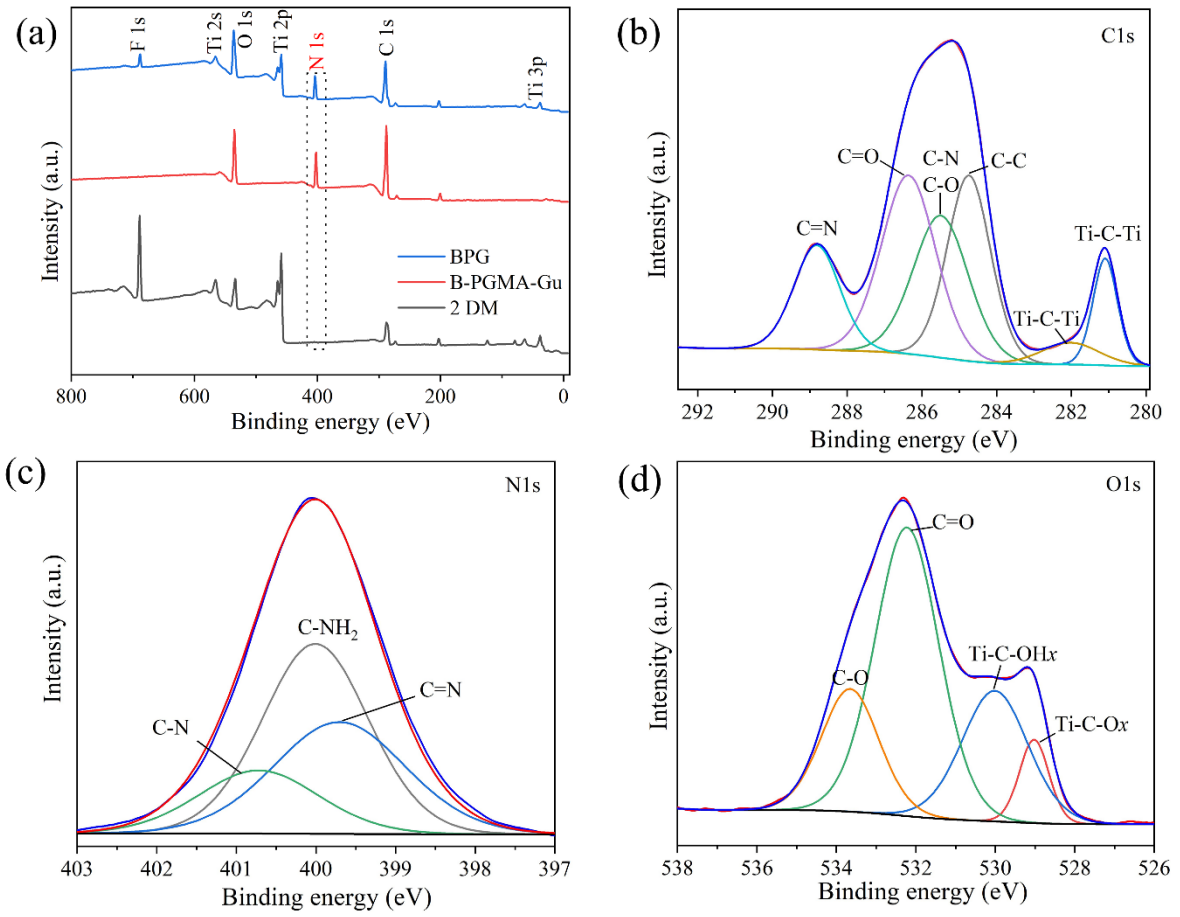 (a)
F 1s
Ti 2s
O 1s
Ti 2p
N 1s
C 1s
Ti 3p
BPG
B-PGMA-Gu
2 DM
Intensity (a.u.)
800 600 400 200 0
Binding energy (eV)
(b)
C1s
C=O
C-N
C-O
C-C
C=N
Ti-C-Ti
Ti-C-Ti
Intensity (a.u.)
292 290 288 286 284 282 280
Binding energy (eV)
(c)
N1s
C-NH2
C=N
C-N
Intensity (a.u.)
403 402 401 400 399 398 397
Binding energy (eV)
(d)
O1s
C=O
Ti-C-OHx
C-O
Ti-C-Ox
Intensity (a.u.)
538 536 534 532 530 528 526
Binding energy (eV)